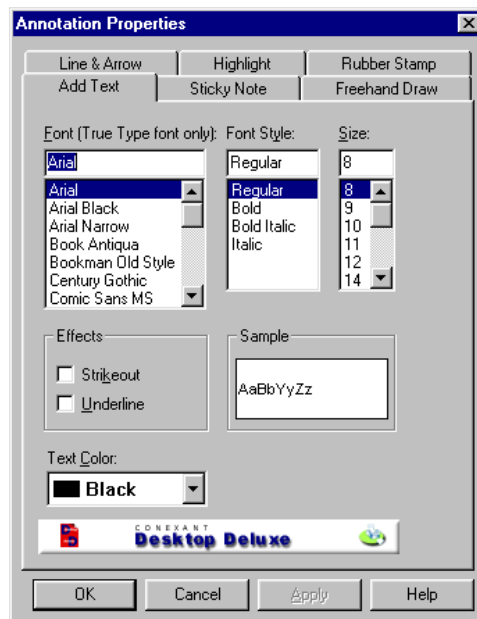 Annotation Properties
Line & Arrow Highlight Rubber Stamp
Add Text Sticky Note Freehand Draw
Font (True Type font only): Font Style: Size:
Arial Regular 8
Arial Regular 8
Arial Black Bold 9
Arial Narrow Bold Italic 10
Book Antiqua Italic 11
Bookman Old Style 12
Century Gothic 14
Comic Sans MS
Effects Sample
Strikeout
AaBbYyZz
Underline
Text Color:
Black
CONEXANT
Desktop Deluxe
OK Cancel Apply Help